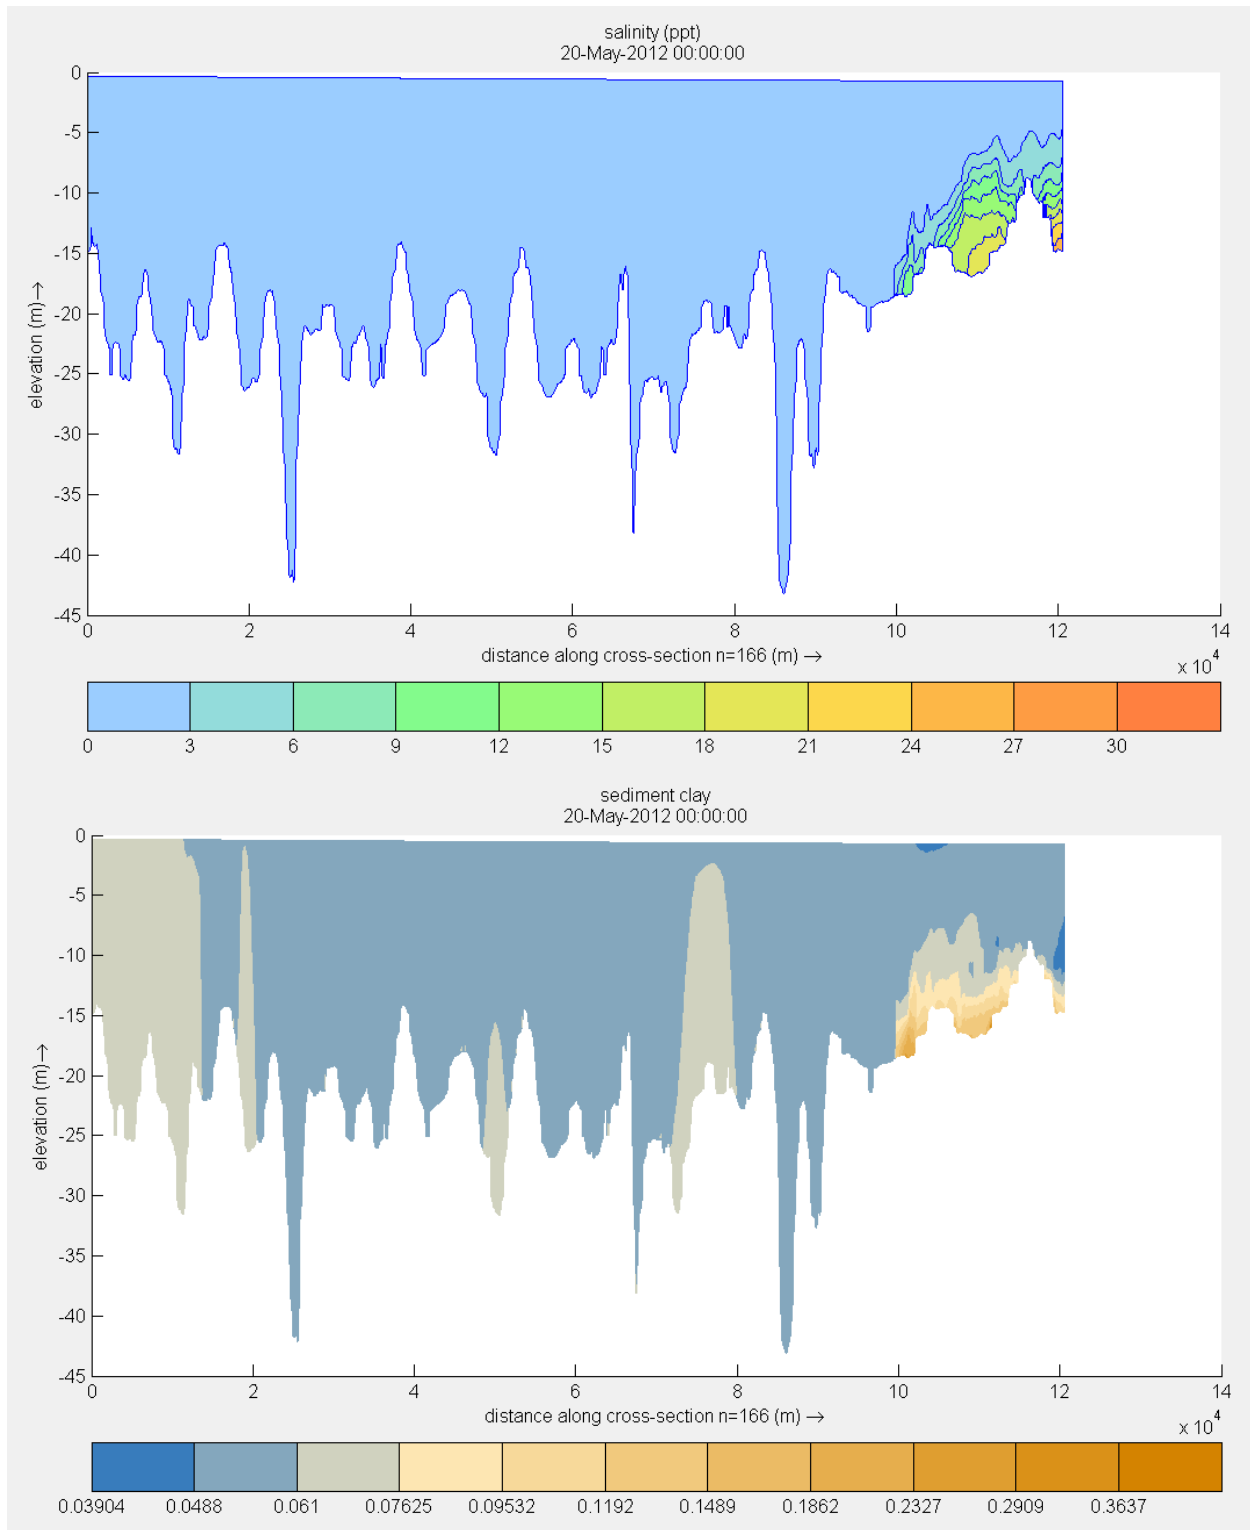 salinity (ppt)
20-May-2012 00:00:00
0
-5
-10
-15
-20
-25
-30
-35
-40
-45
elevation (m)→
0 2 4 6 8 10 12 14
distance along cross-section n=166 (m) →
x 10^4
0 3 6 9 12 15 18 21 24 27 30
sediment clay
20-May-2012 00:00:00
0
-5
-10
-15
-20
-25
-30
-35
-40
-45
elevation (m)→
0 2 4 6 8 10 12 14
distance along cross-section n=166 (m) →
x 10^4
0.03904 0.0488 0.061 0.07625 0.09532 0.1192 0.1489 0.1862 0.2327 0.2909 0.3637